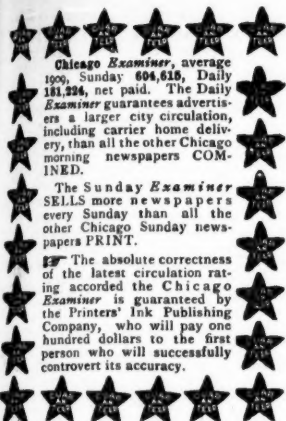 Chicago Examiner, average
1909, Sunday 604,615, Daily
181,224, net paid. The Daily
Examiner guarantees advertis-
ers a larger city circulation,
including carrier home deliv-
ery, than all the other Chicago
morning newspapers COM-
INED.
The Sunday Examiner
SELLS more newspapers
every Sunday than all the
other Chicago Sunday news-
papers PRINT.
☞ The absolute correctness
of the latest circulation rat-
ing accorded the Chicago
Examiner is guaranteed by
the Printers' Ink Publishing
Company, who will pay one
hundred dollars to the first
person who will successfully
controvert its accuracy.